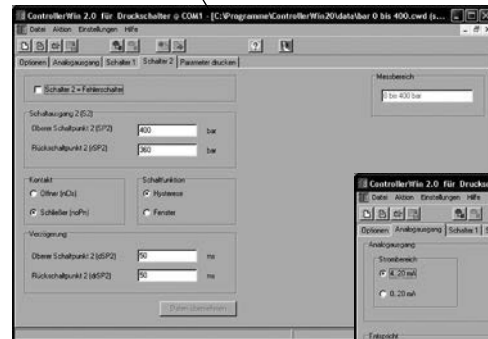 ControllerWin 2.0 für Druckschalter @ COM1 - [C:\Programme\ControllerWin20\data\bar 0 bis 400.cwd (s...
Datei Aktion Einstellungen Hilfe
Optionen Analogausgang Schalter 1 Schalter 2 Parameter drucken
Schalter 2 = Fehlerschalter
Messbereich
0 bis 400 bar
Schaltausgang 2 (S2)
Oberer Schaltpunkt 2 (SP2) 400 bar
Rückschaltpunkt 2 (rSP2) 360 bar
Kontakt
Öffner (ncCls)
Schließer (noPn)
Schaltfunktion
Hysterese
Fenster
Verzögerung
Oberer Schaltpunkt 2 (dSP2) 50 ms
Rückschaltpunkt 2 (drSP2) 50 ms
Daten übernehmen
ControllerWin 2.0 für Drucksc
Datei Aktion Einstellungen Hilfe
Optionen Analogausgang Schalter 1 S
Analogausgang
Strombereich
4..20 mA
0..20 mA
Entspricht